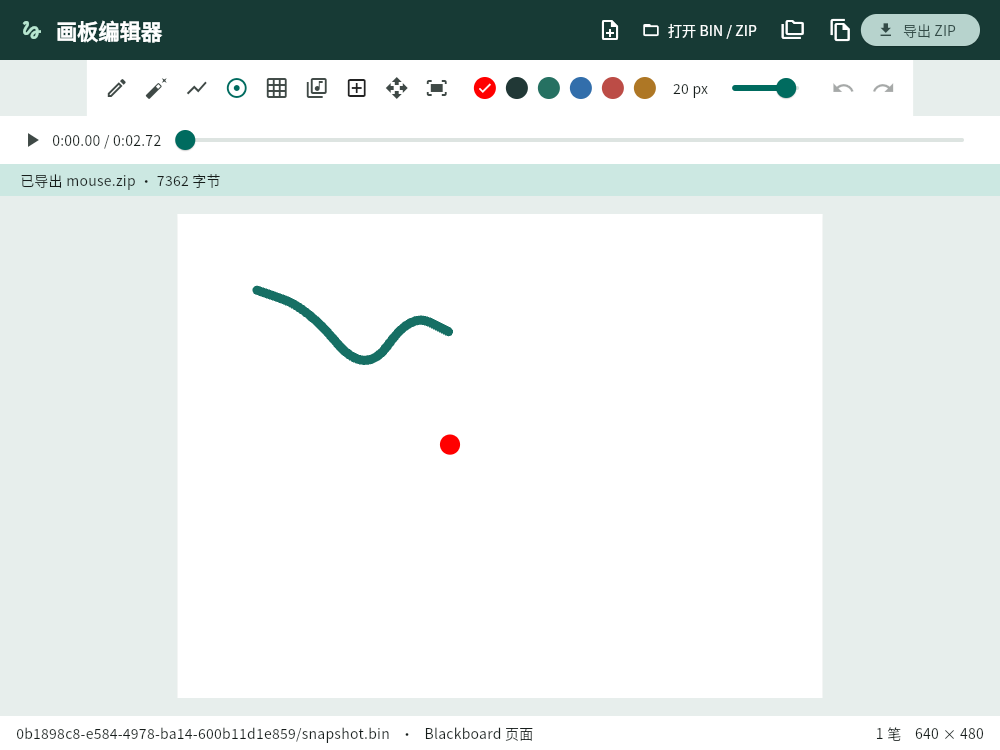 画板编辑器
打开 BIN / ZIP
导出 ZIP
20 px
0:00.00 / 0:02.72
已导出 mouse.zip · 7362 字节
0b1898c8-e584-4978-ba14-600b11d1e859/snapshot.bin · Blackboard 页面
1 笔 640 × 480